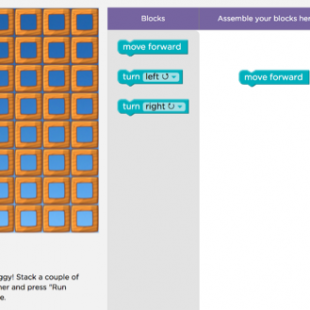 Blocks
Assemble your blocks her
move forward
turn left ↺
turn right ↻
move forward
ggy! Stack a couple of
her and press "Run
e.